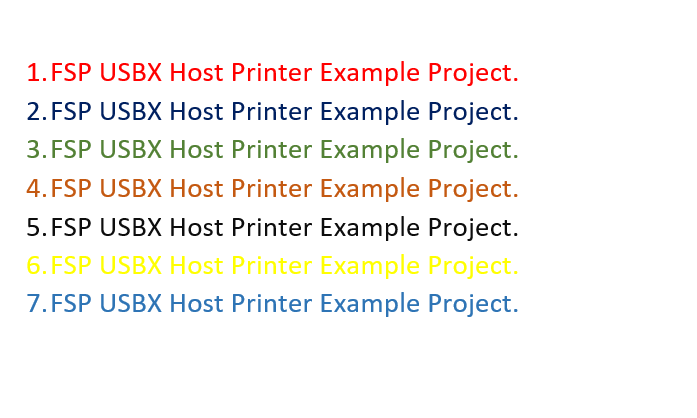 1. FSP USBX Host Printer Example Project.
2. FSP USBX Host Printer Example Project.
3. FSP USBX Host Printer Example Project.
4. FSP USBX Host Printer Example Project.
5. FSP USBX Host Printer Example Project.
6. FSP USBX Host Printer Example Project.
7. FSP USBX Host Printer Example Project.